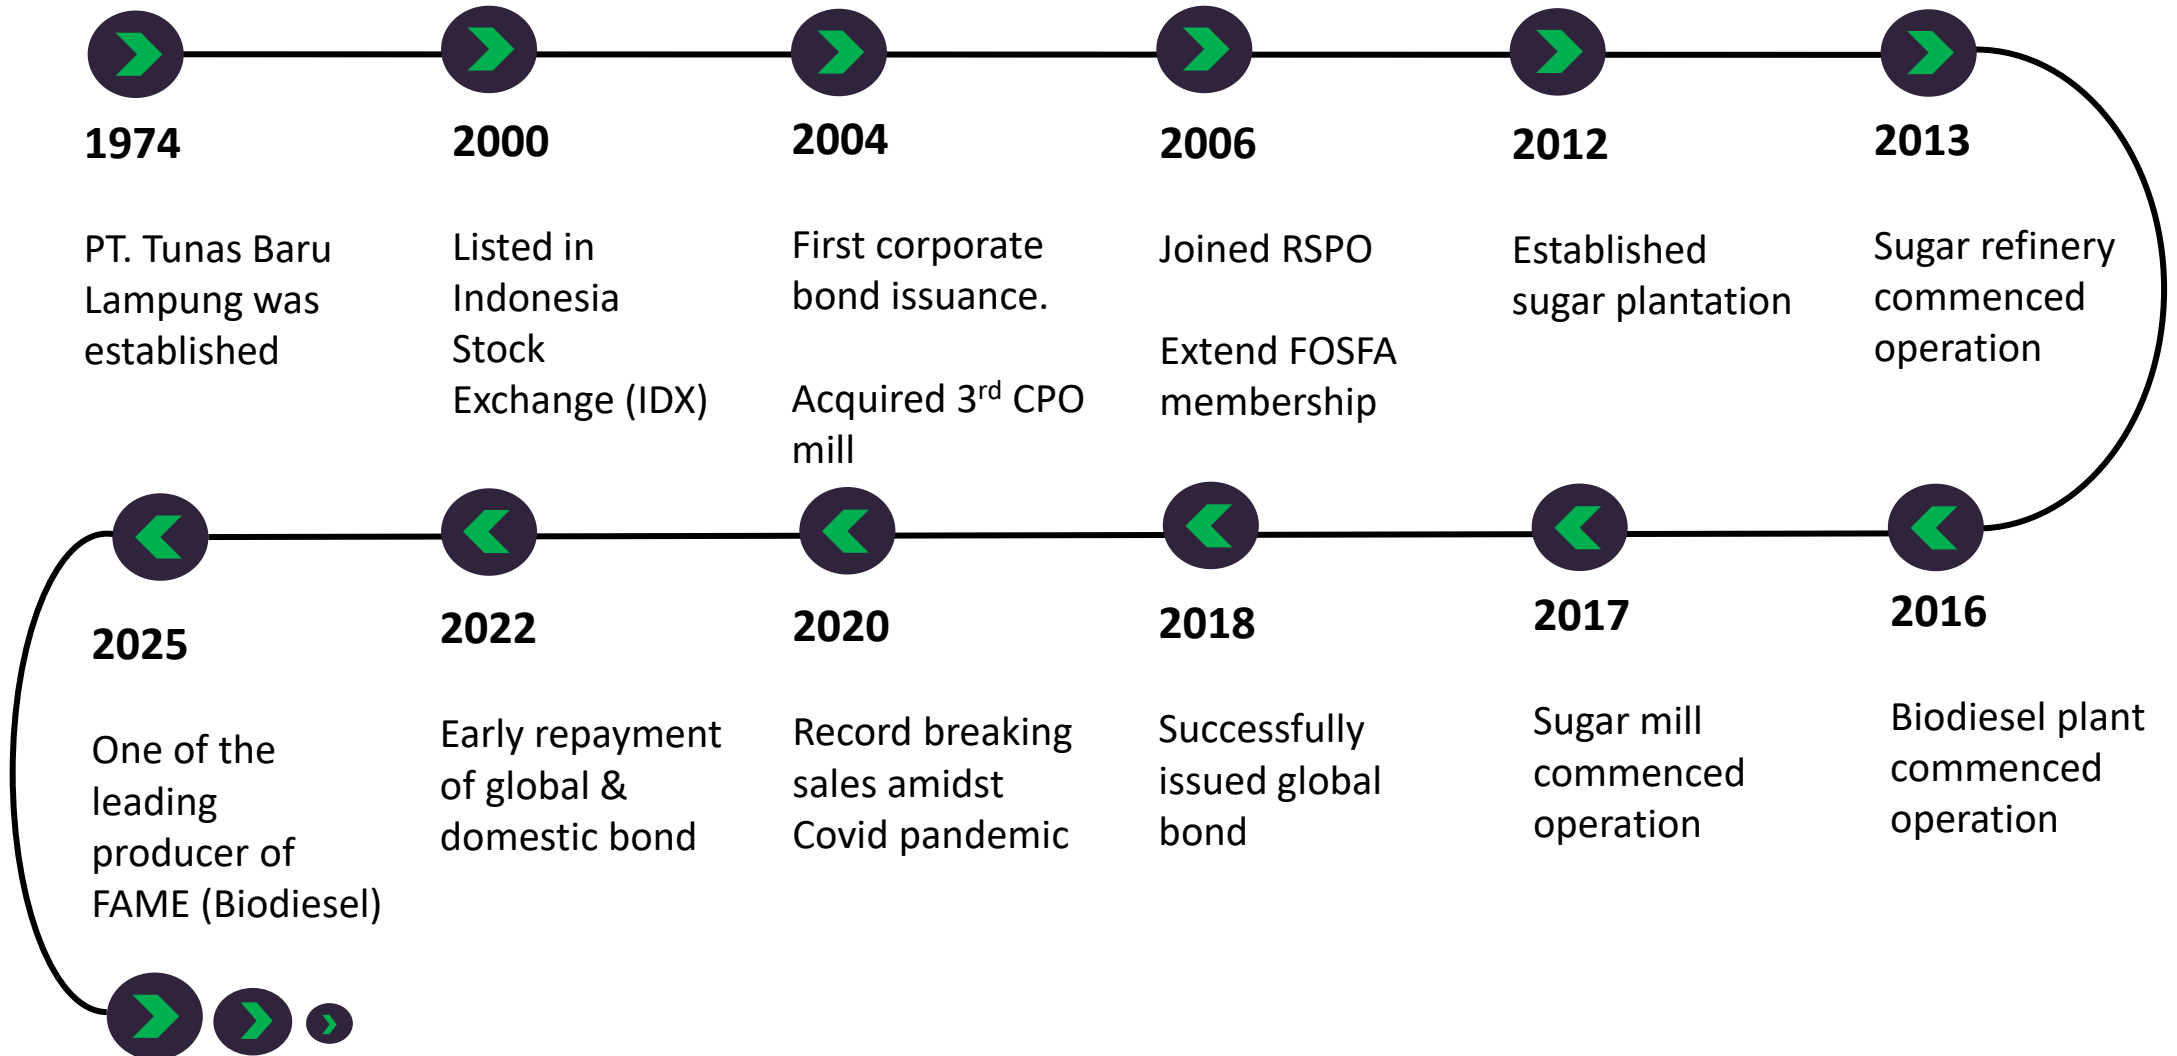 1974
PT. Tunas Baru
Lampung was
established
2000
Listed in
Indonesia
Stock
Exchange (IDX)
2004
First corporate
bond issuance.
Acquired 3rd CPO
mill
2006
Joined RSPO
Extend FOSFA
membership
2012
Established
sugar plantation
2013
Sugar refinery
commenced
operation
2016
Biodiesel plant
commenced
operation
2017
Sugar mill
commenced
operation
2018
Successfully
issued global
bond
2020
Record breaking
sales amidst
Covid pandemic
2022
Early repayment
of global &
domestic bond
2025
One of the
leading
producer of
FAME (Biodiesel)